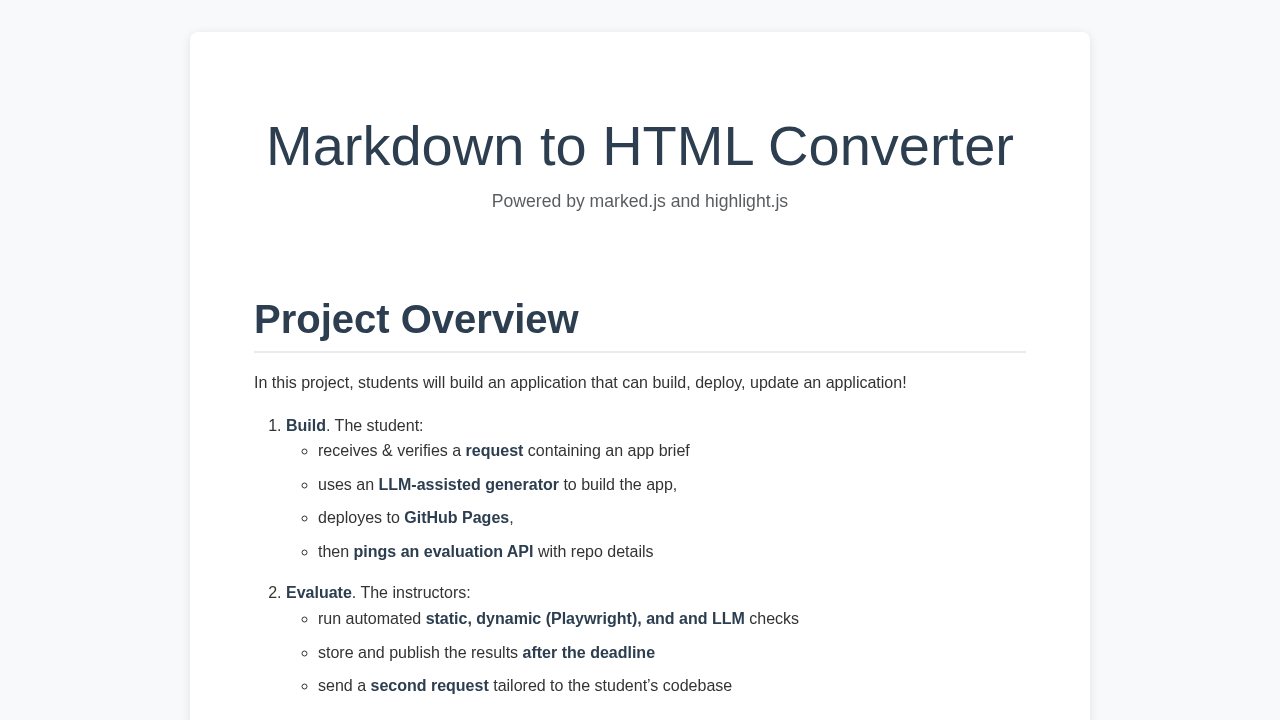 Markdown to HTML Converter
Powered by marked.js and highlight.js
Project Overview
In this project, students will build an application that can build, deploy, update an application!
1. Build. The student:
◦ receives & verifies a request containing an app brief
◦ uses an LLM-assisted generator to build the app,
◦ deployes to GitHub Pages,
◦ then pings an evaluation API with repo details
2. Evaluate. The instructors:
◦ run automated static, dynamic (Playwright), and and LLM checks
◦ store and publish the results after the deadline
◦ send a second request tailored to the student’s codebase